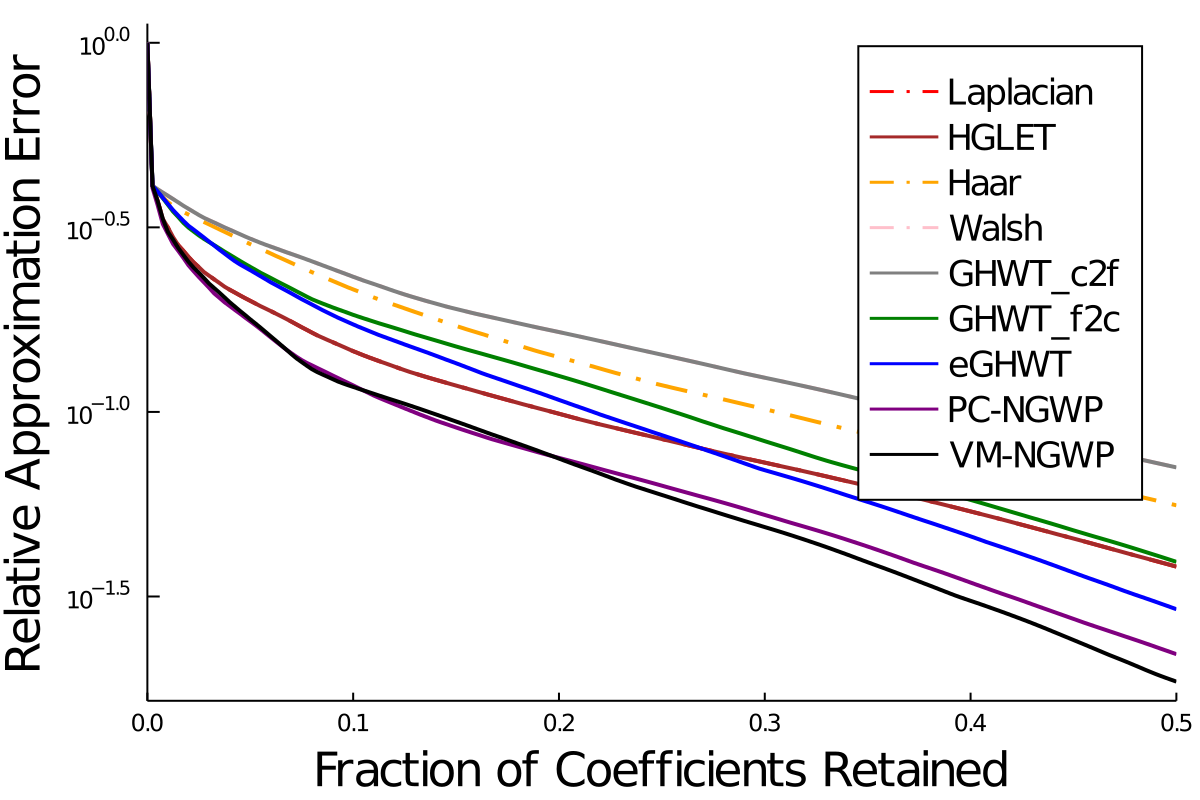 Relative Approximation Error
10^0.0
10^−0.5
10^−1.0
10^−1.5
Laplacian
HGLET
Haar
Walsh
GHWT_c2f
GHWT_f2c
eGHWT
PC-NGWP
VM-NGWP
0.0 0.1 0.2 0.3 0.4 0.5
Fraction of Coefficients Retained